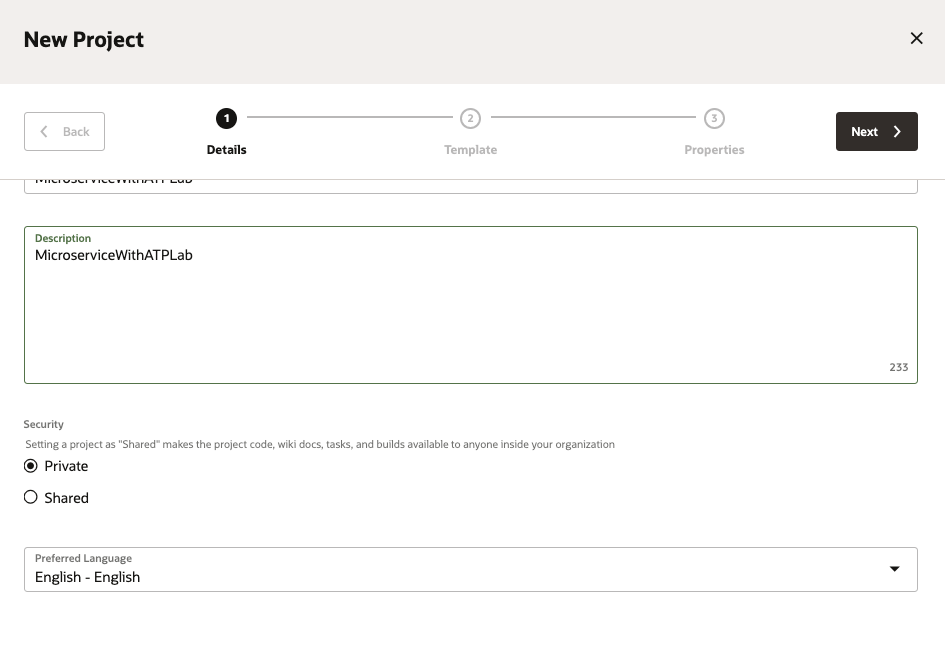 New Project
Back
1
2
3
Next
Details
Template
Properties
MicroserviceWithATPLab
Description
MicroserviceWithATPLab
233
Security
Setting a project as "Shared" makes the project code, wiki docs, tasks, and builds available to anyone inside your organization
Private
Shared
Preferred Language
English - English